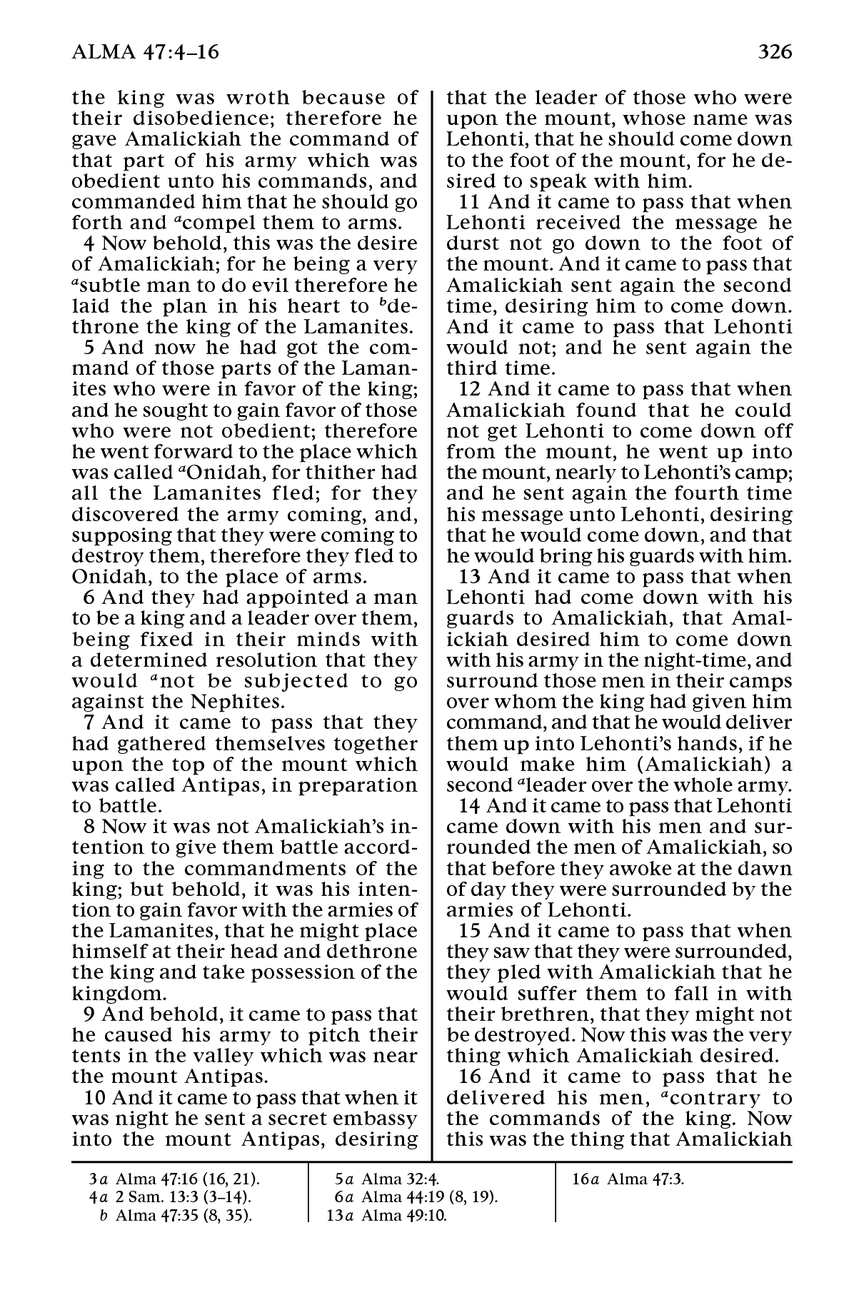 ALMA 47:4–16
326
the king was wroth because of
their disobedience; therefore he
gave Amalickiah the command of
that part of his army which was
obedient unto his commands, and
commanded him that he should go
forth and acompel them to arms.
4 Now behold, this was the desire
of Amalickiah; for he being a very
asubtle man to do evil therefore he
laid the plan in his heart to bde-
throne the king of the Lamanites.
5 And now he had got the com-
mand of those parts of the Laman-
ites who were in favor of the king;
and he sought to gain favor of those
who were not obedient; therefore
he went forward to the place which
was called aOnidah, for thither had
all the Lamanites fled; for they
discovered the army coming, and,
supposing that they were coming to
destroy them, therefore they fled to
Onidah, to the place of arms.
6 And they had appointed a man
to be a king and a leader over them,
being fixed in their minds with
a determined resolution that they
would anot be subjected to go
against the Nephites.
7 And it came to pass that they
had gathered themselves together
upon the top of the mount which
was called Antipas, in preparation
to battle.
8 Now it was not Amalickiah's in-
tention to give them battle accord-
ing to the commandments of the
king; but behold, it was his inten-
tion to gain favor with the armies of
the Lamanites, that he might place
himself at their head and dethrone
the king and take possession of the
kingdom.
9 And behold, it came to pass that
he caused his army to pitch their
tents in the valley which was near
the mount Antipas.
10 And it came to pass that when it
was night he sent a secret embassy
into the mount Antipas, desiring
that the leader of those who were
upon the mount, whose name was
Lehonti, that he should come down
to the foot of the mount, for he de-
sired to speak with him.
11 And it came to pass that when
Lehonti received the message he
durst not go down to the foot of
the mount. And it came to pass that
Amalickiah sent again the second
time, desiring him to come down.
And it came to pass that Lehonti
would not; and he sent again the
third time.
12 And it came to pass that when
Amalickiah found that he could
not get Lehonti to come down off
from the mount, he went up into
the mount, nearly to Lehonti's camp;
and he sent again the fourth time
his message unto Lehonti, desiring
that he would come down, and that
he would bring his guards with him.
13 And it came to pass that when
Lehonti had come down with his
guards to Amalickiah, that Amal-
ickiah desired him to come down
with his army in the night-time, and
surround those men in their camps
over whom the king had given him
command, and that he would deliver
them up into Lehonti's hands, if he
would make him (Amalickiah) a
second aleader over the whole army.
14 And it came to pass that Lehonti
came down with his men and sur-
rounded the men of Amalickiah, so
that before they awoke at the dawn
of day they were surrounded by the
armies of Lehonti.
15 And it came to pass that when
they saw that they were surrounded,
they pled with Amalickiah that he
would suffer them to fall in with
their brethren, that they might not
be destroyed. Now this was the very
thing which Amalickiah desired.
16 And it came to pass that he
delivered his men, acontrary to
the commands of the king. Now
this was the thing that Amalickiah
3a Alma 47:16 (16, 21).
4a 2 Sam. 13:3 (3–14).
b Alma 47:35 (8, 35).
5a Alma 32:4.
6a Alma 44:19 (8, 19).
13a Alma 49:10.
16a Alma 47:3.